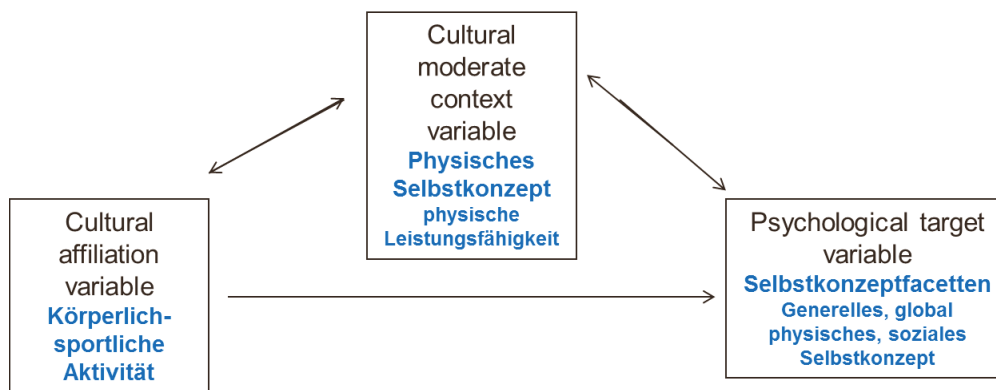 Cultural
moderate
context
variable
Physisches
Selbstkonzept
physische
Leistungsfähigkeit
Cultural
affiliation
variable
Körperlich-
sportliche
Aktivität
Psychological target
variable
Selbstkonzeptfacetten
Generelles, global
physisches, soziales
Selbstkonzept